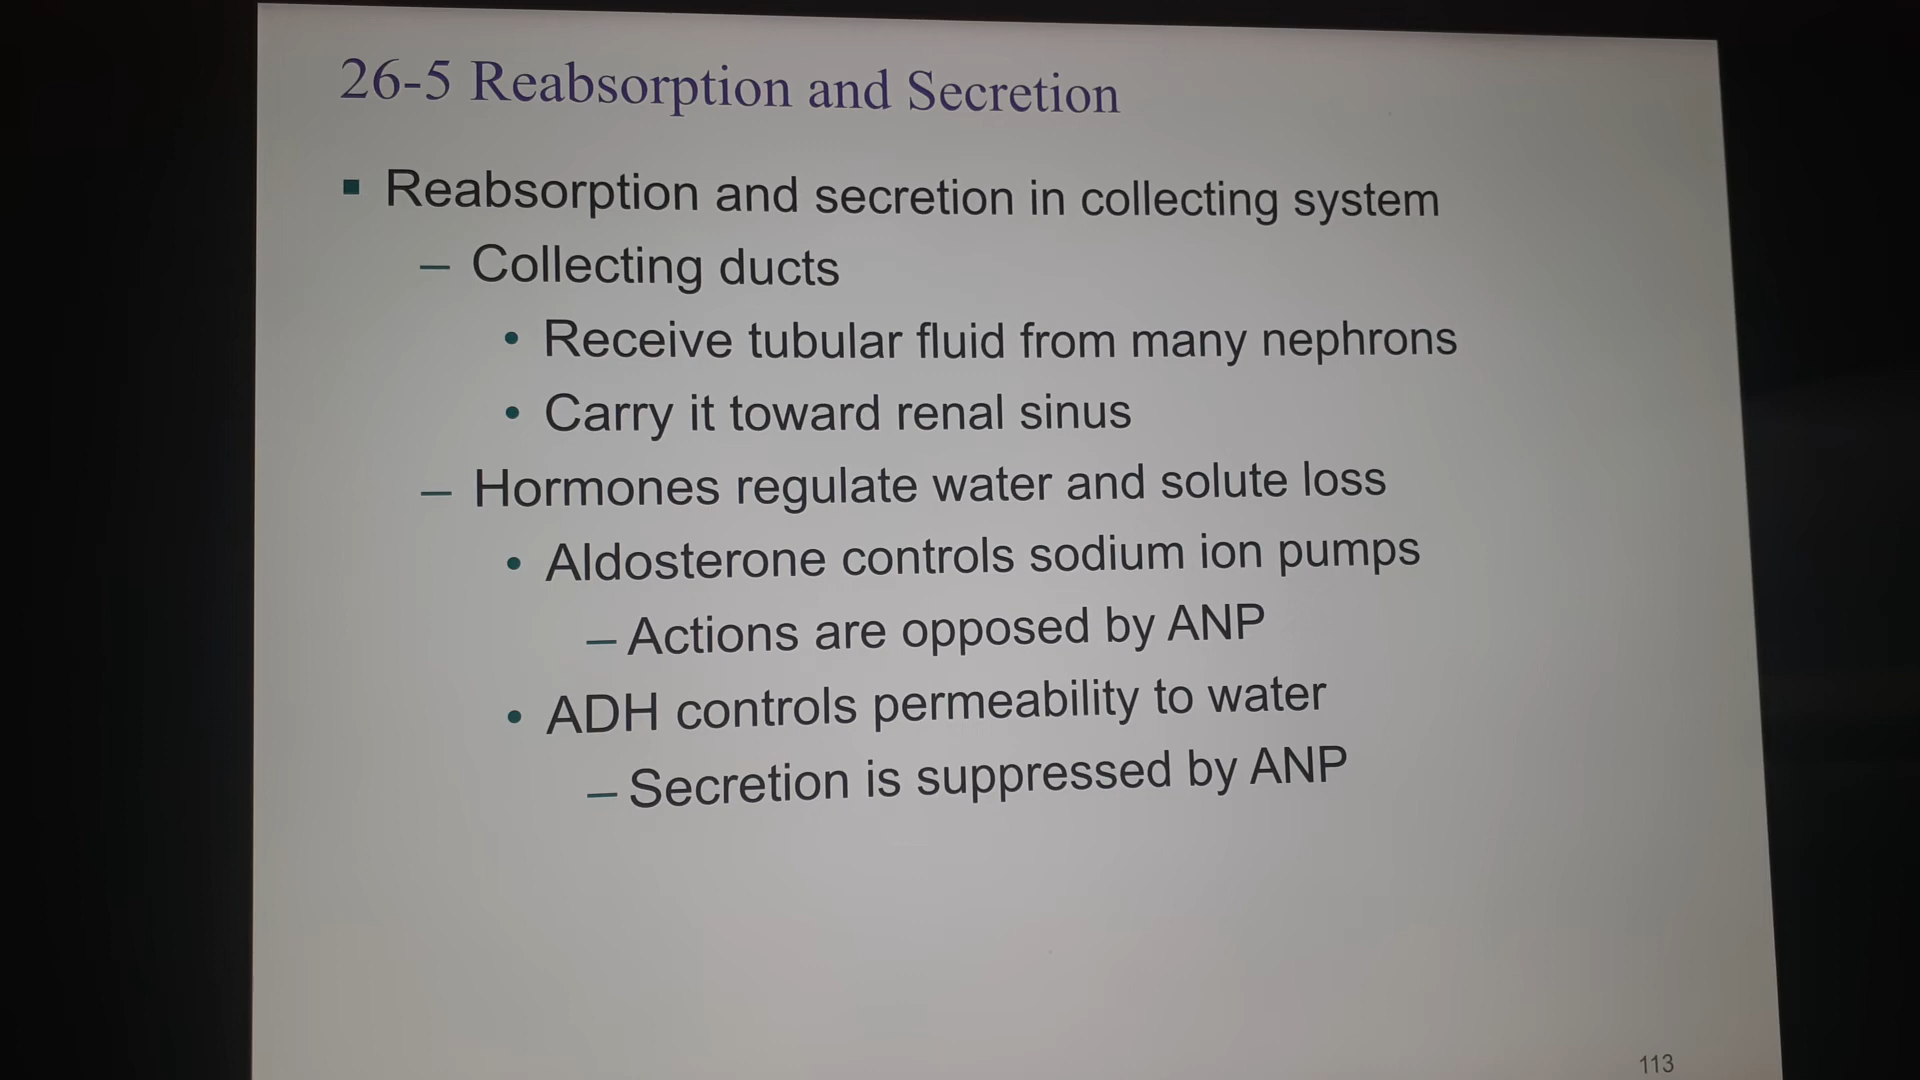 26-5 Reabsorption and Secretion
▪ Reabsorption and secretion in collecting system
– Collecting ducts
• Receive tubular fluid from many nephrons
• Carry it toward renal sinus
– Hormones regulate water and solute loss
• Aldosterone controls sodium ion pumps
– Actions are opposed by ANP
• ADH controls permeability to water
– Secretion is suppressed by ANP
113